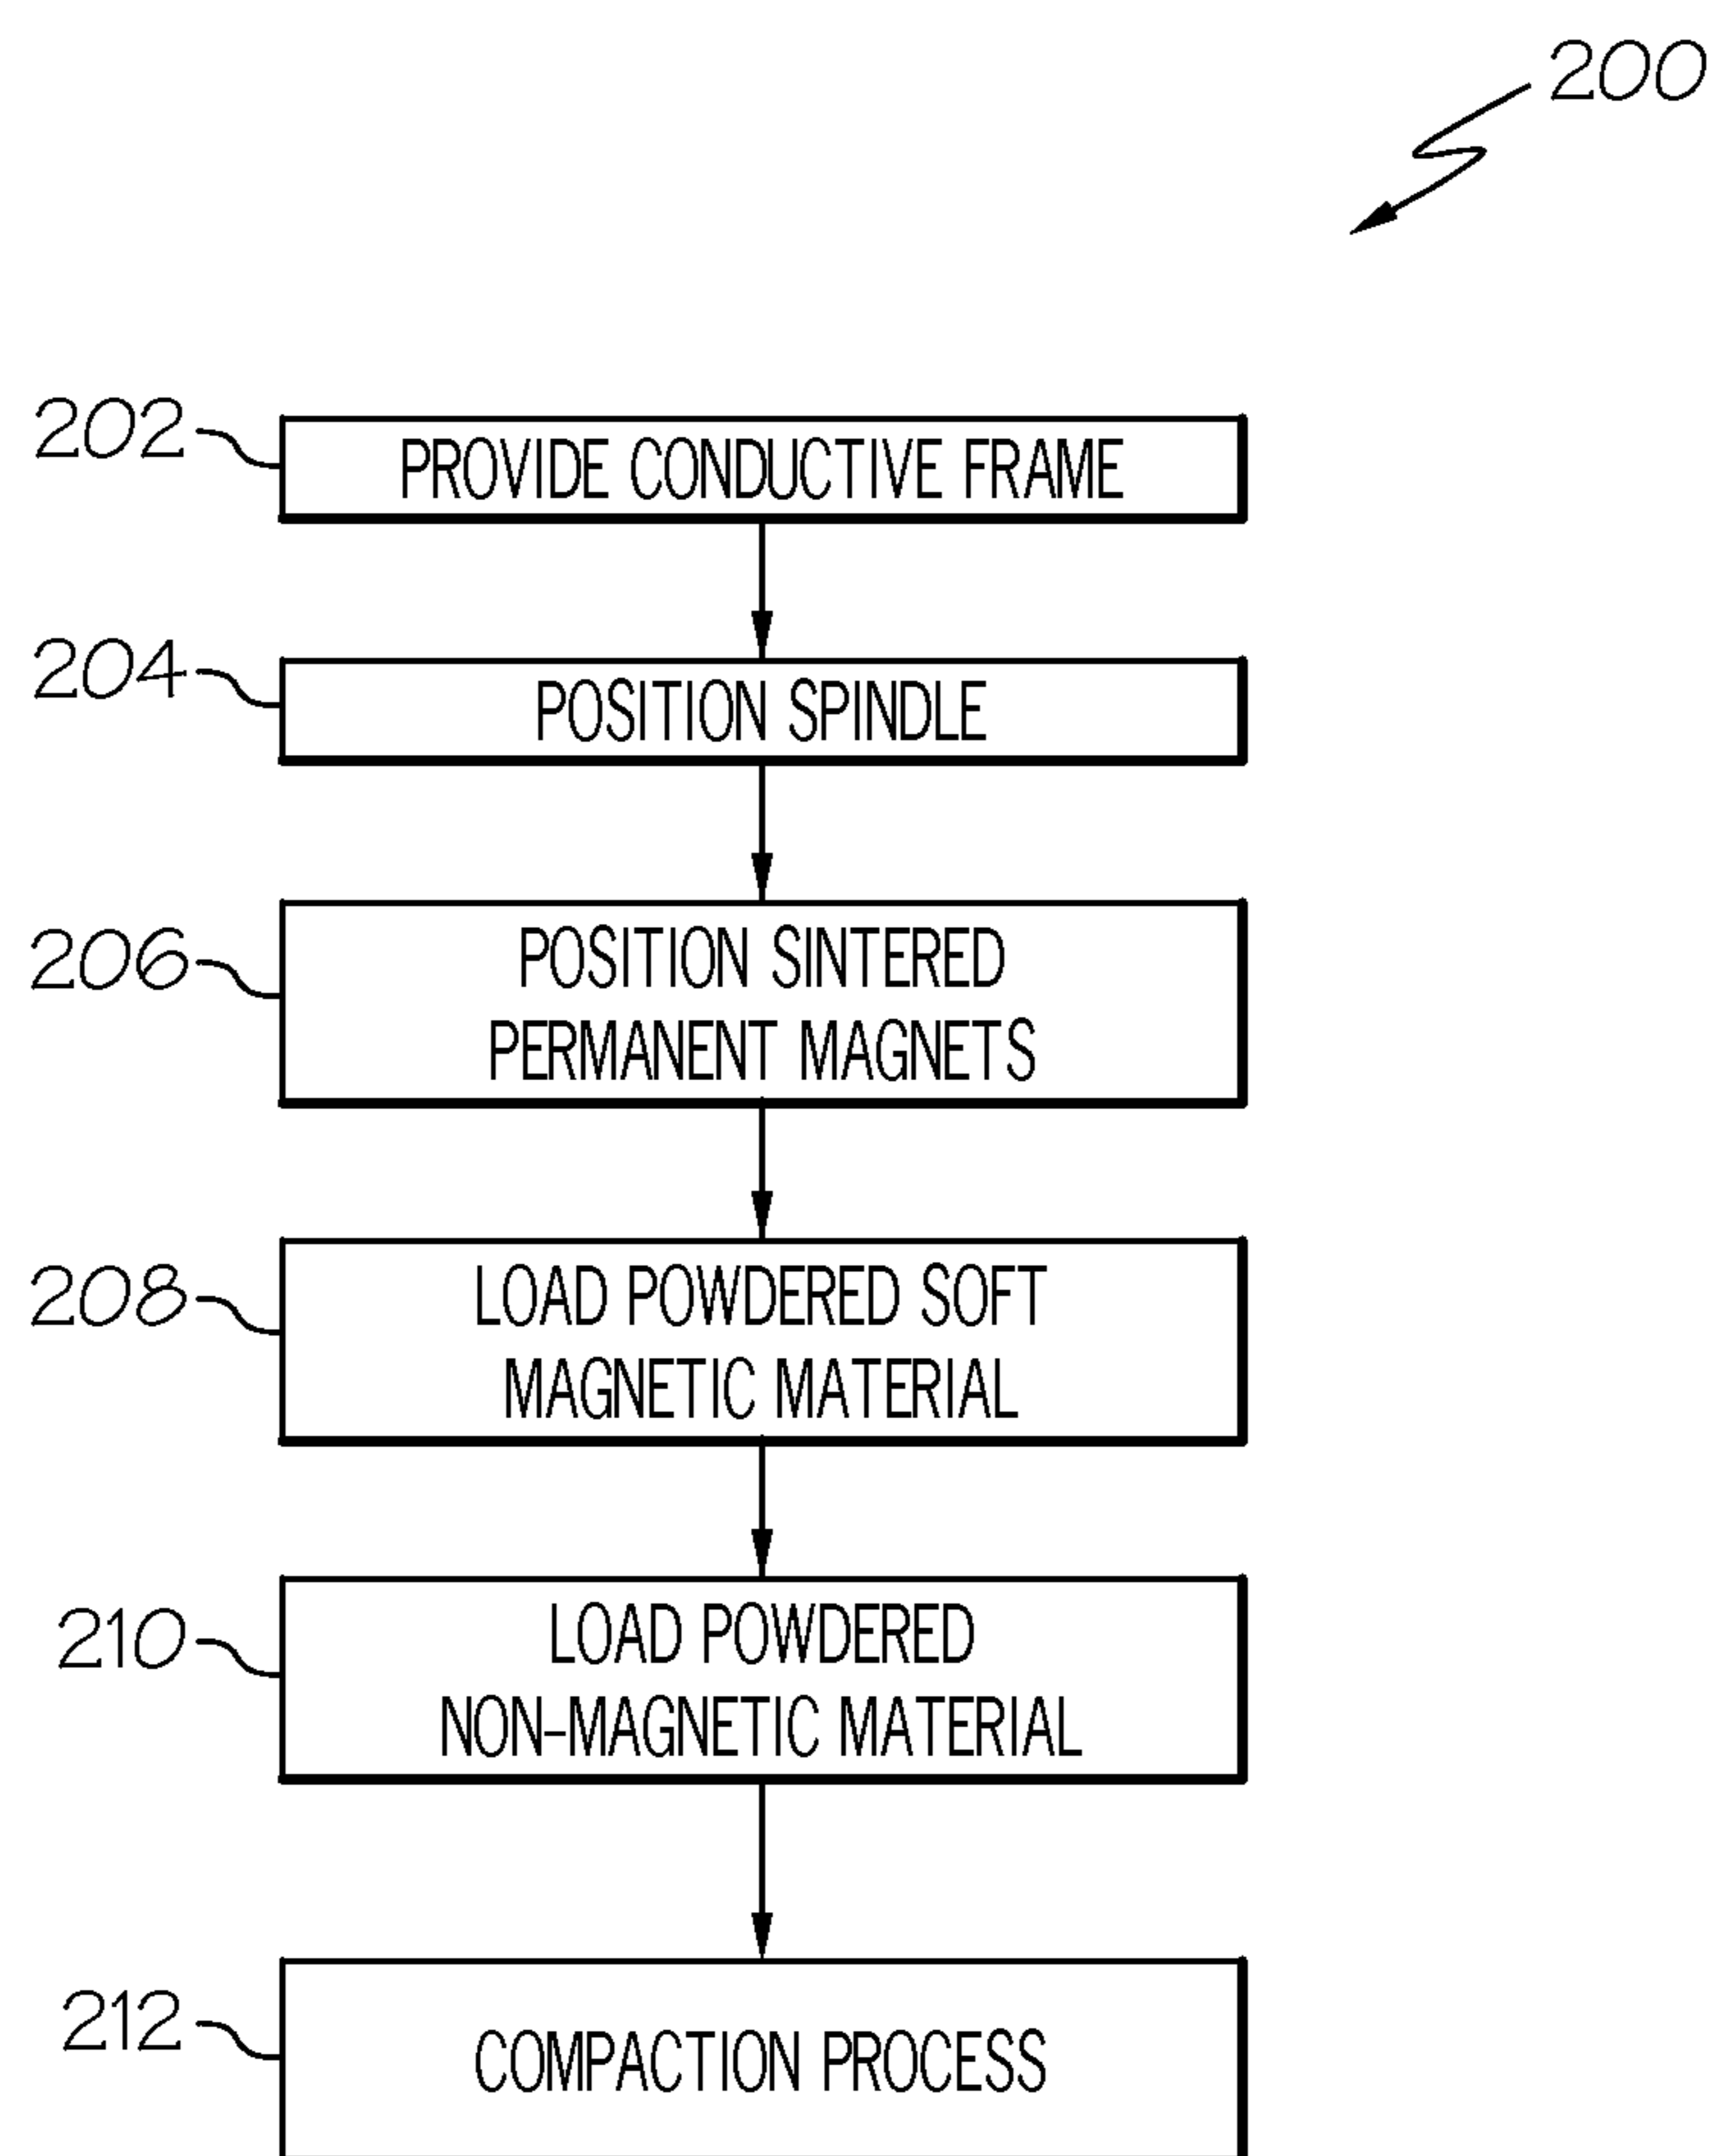 200
202
PROVIDE CONDUCTIVE FRAME
204
POSITION SPINDLE
206
POSITION SINTERED
PERMANENT MAGNETS
208
LOAD POWDERED SOFT
MAGNETIC MATERIAL
210
LOAD POWDERED
NON-MAGNETIC MATERIAL
212
COMPACTION PROCESS